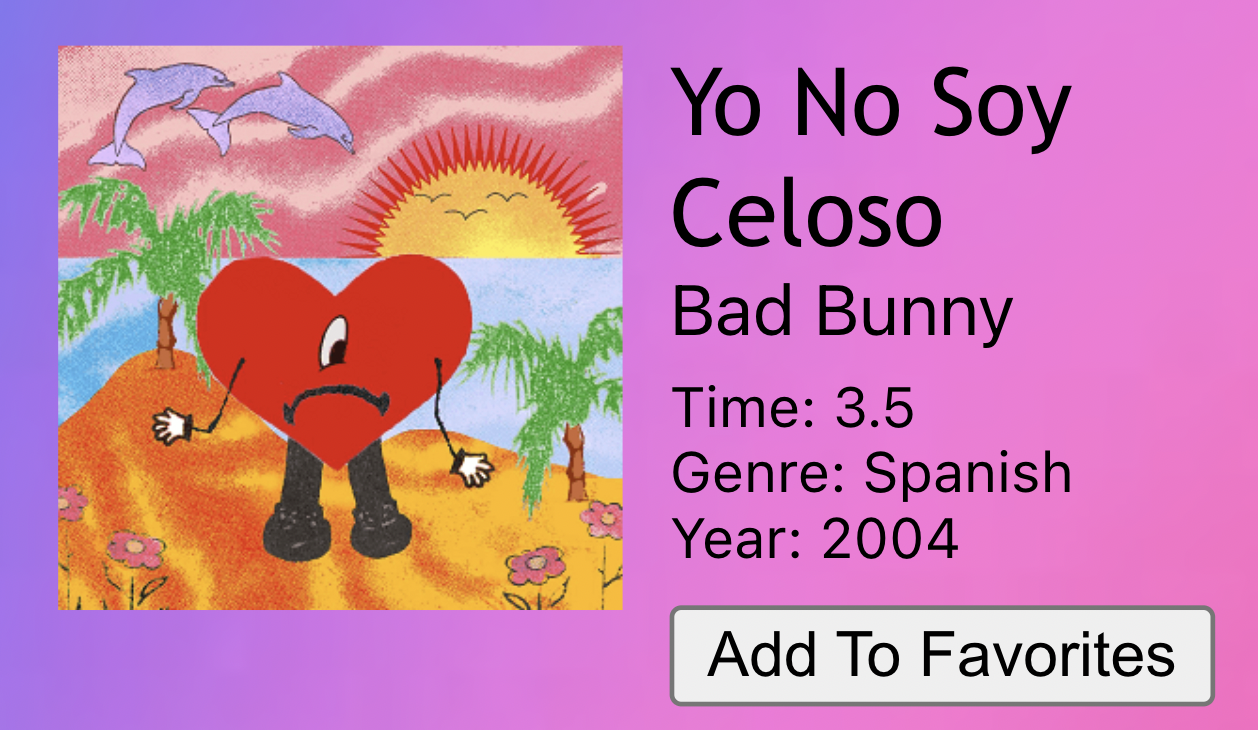 Yo No Soy
Celoso
Bad Bunny
Time: 3.5
Genre: Spanish
Year: 2004
Add To Favorites